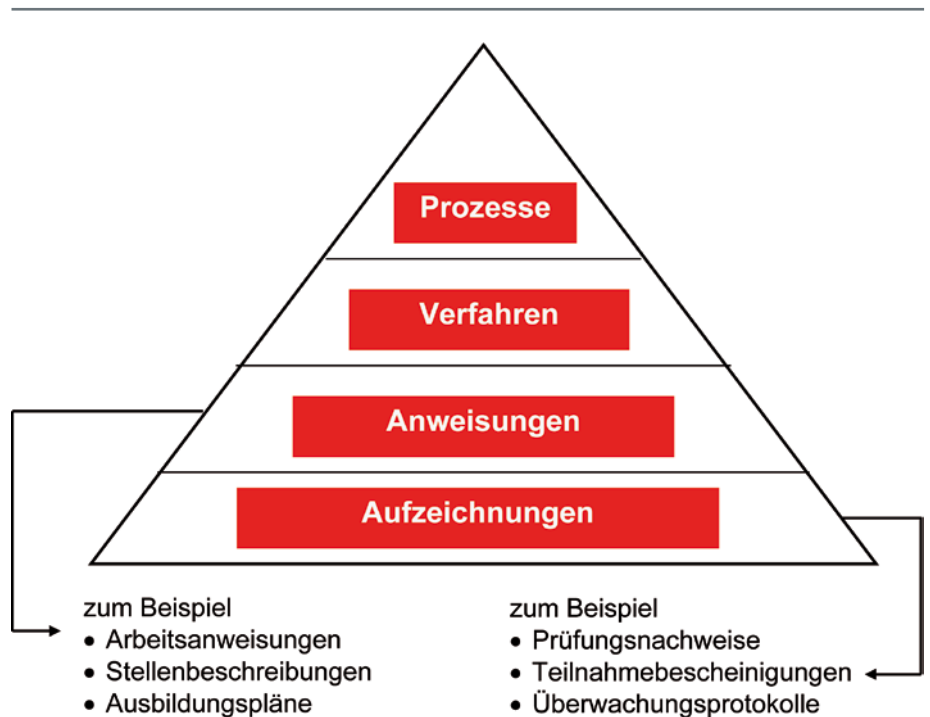 Prozesse
Verfahren
Anweisungen
Aufzeichnungen
zum Beispiel
• Arbeitsanweisungen
• Stellenbeschreibungen
• Ausbildungspläne
zum Beispiel
• Prüfungsnachweise
• Teilnahmebescheinigungen
• Überwachungsprotokolle